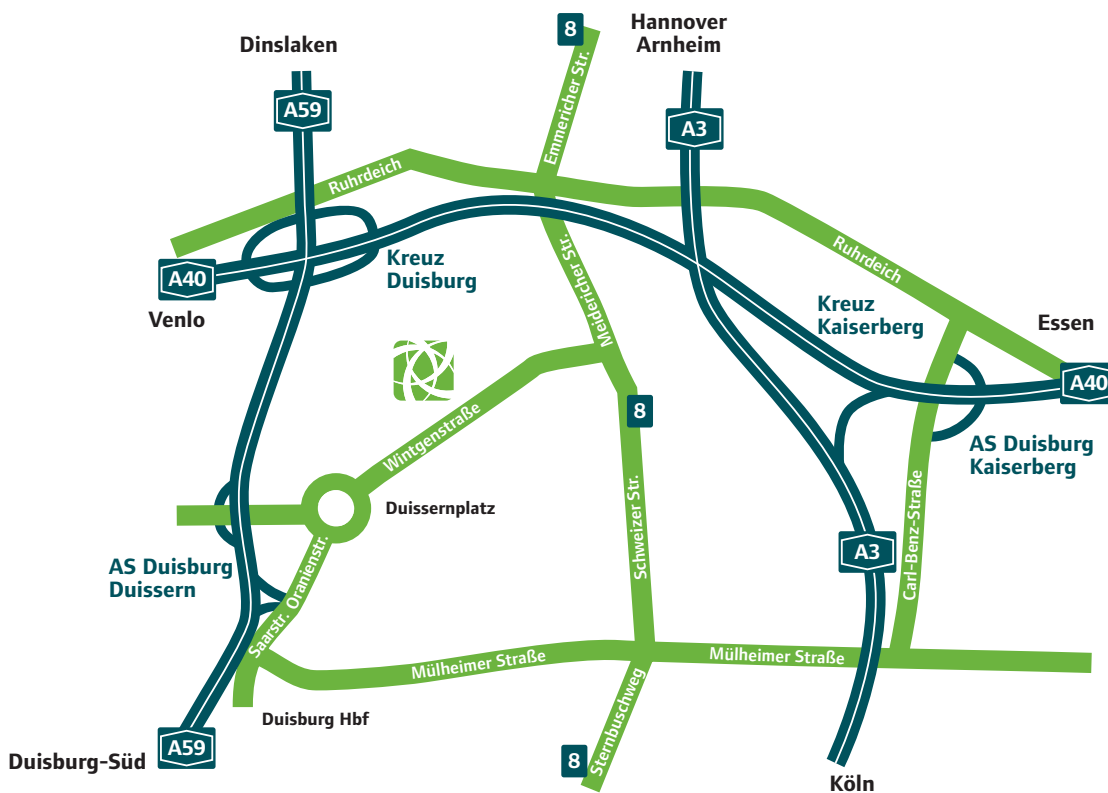 8
Hannover
Arnheim
Dinslaken
Emmericher Str.
A59
A3
Ruhrdeich
Meidericher Str.
Ruhrdeich
Kreuz
Duisburg
A40
Venlo
Kreuz
Kaiserberg
Essen
A40
8
Wintgenstraße
AS Duisburg
Kaiserberg
Duissernplatz
Schweizer Str.
AS Duisburg
Duissern
Oranienstr.
Saarstr.
A3
Carl-Benz-Straße
Mülheimer Straße
Mülheimer Straße
Duisburg Hbf
Sternbuschweg
A59
Duisburg-Süd
8
Köln